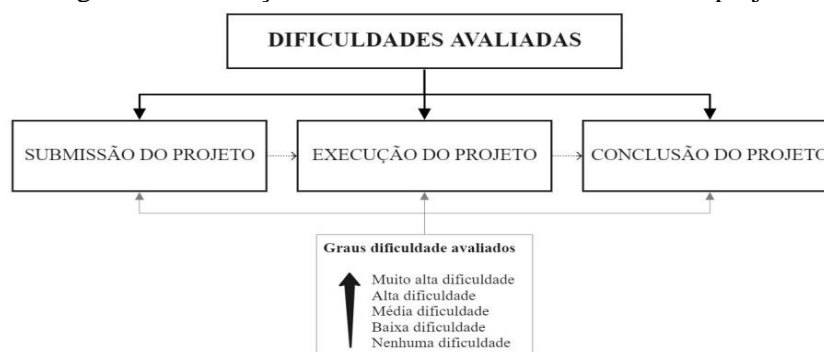 DIFICULDADES AVALIADAS
SUBMISSÃO DO PROJETO
EXECUÇÃO DO PROJETO
CONCLUSÃO DO PROJETO
Graus dificuldade avaliados
Muito alta dificuldade
Alta dificuldade
Média dificuldade
Baixa dificuldade
Nenhuma dificuldade